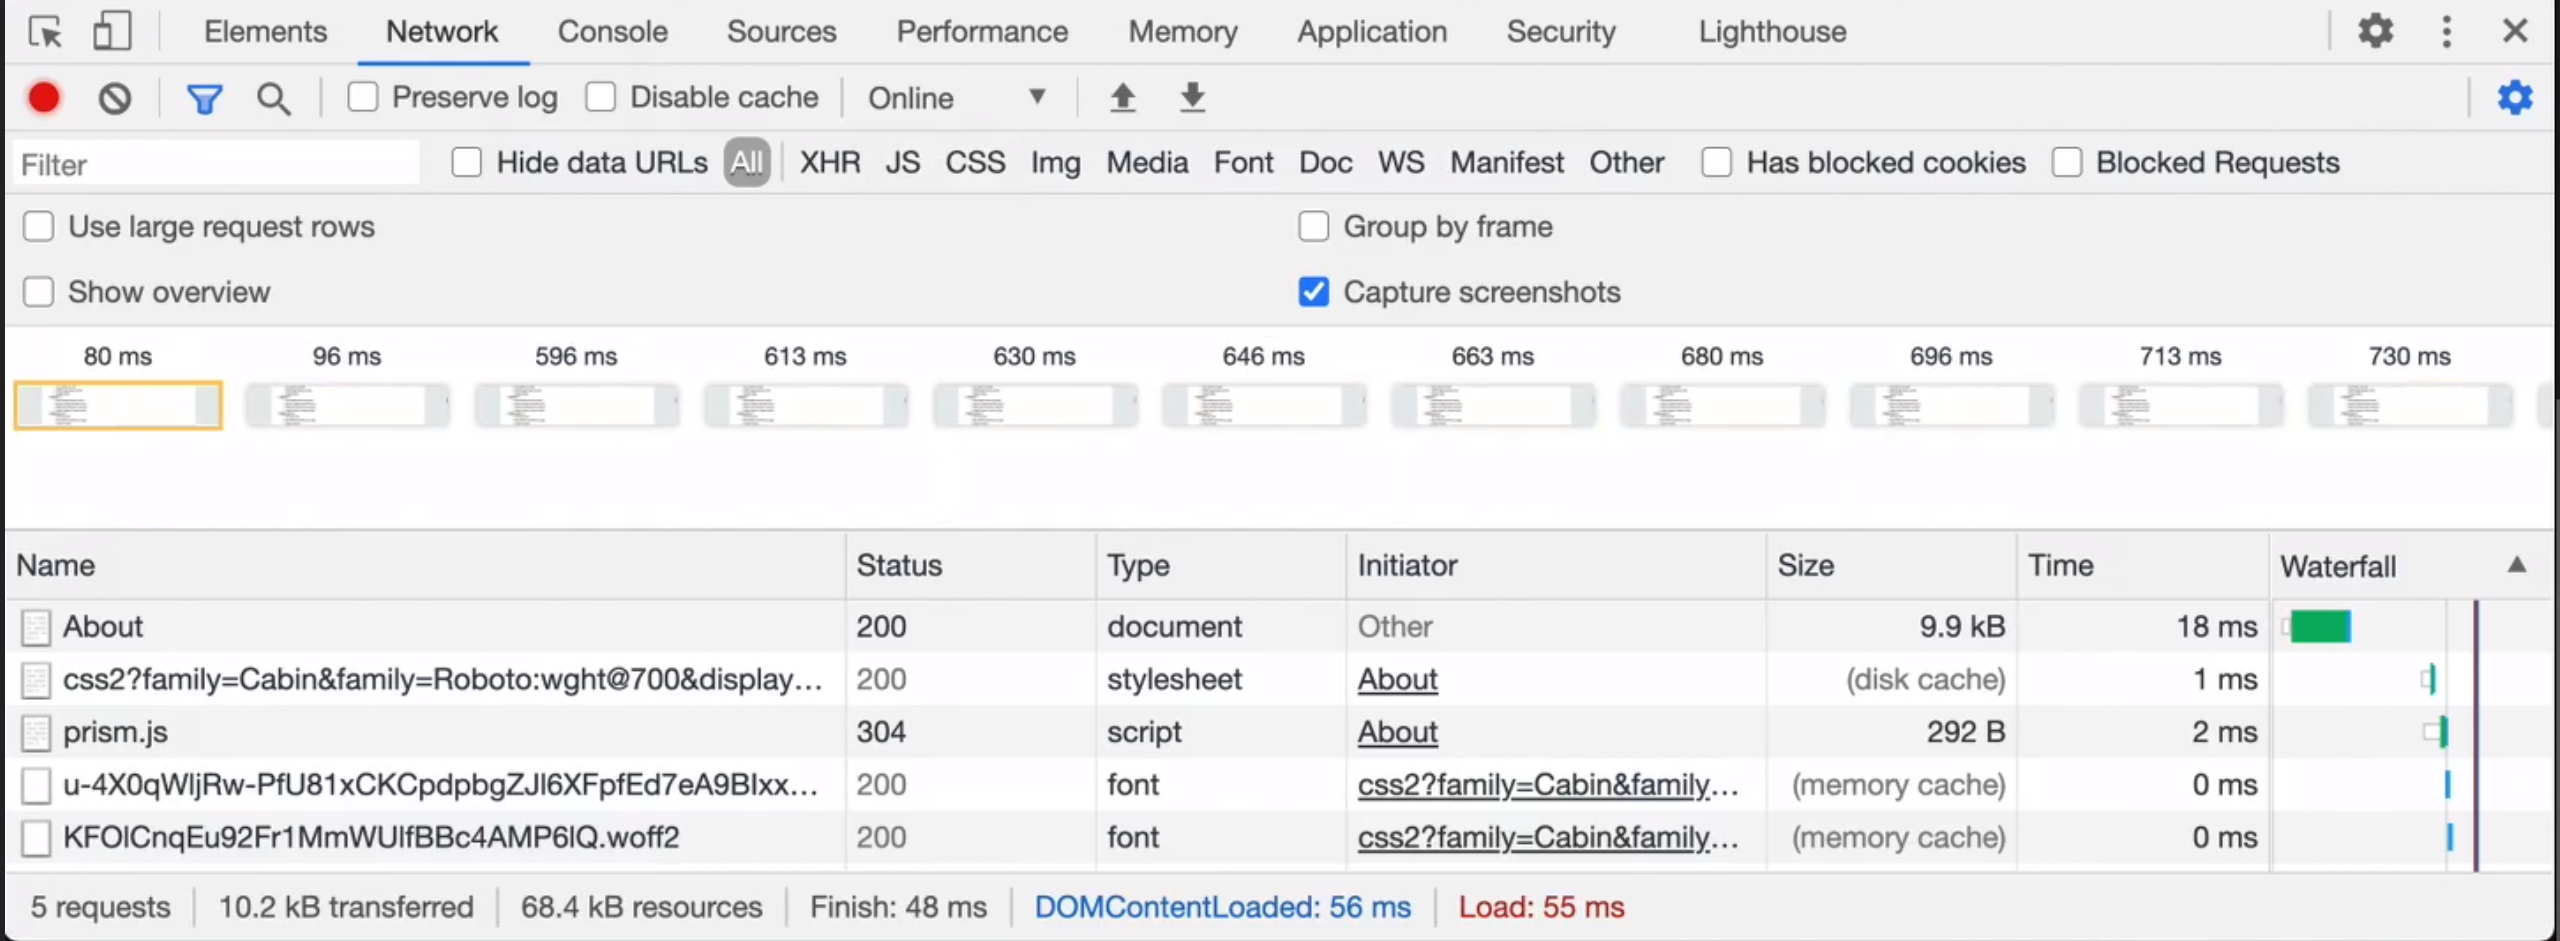 Elements Network Console Sources Performance Memory Application Security Lighthouse
Preserve log Disable cache Online
Filter Hide data URLs All XHR JS CSS Img Media Font Doc WS Manifest Other Has blocked cookies Blocked Requests
Use large request rows Group by frame
Show overview Capture screenshots
80 ms 96 ms 596 ms 613 ms 630 ms 646 ms 663 ms 680 ms 696 ms 713 ms 730 ms
Name Status Type Initiator Size Time Waterfall
About 200 document Other 9.9 kB 18 ms
css2?family=Cabin&family=Roboto:wght@700&display… 200 stylesheet About (disk cache) 1 ms
prism.js 304 script About 292 B 2 ms
u-4X0qWljRw-PfU81xCKCpdpbgZJl6XFpfEd7eA9BIxx… 200 font css2?family=Cabin&family… (memory cache) 0 ms
KFOlCnqEu92Fr1MmWUlfBBc4AMP6lQ.woff2 200 font css2?family=Cabin&family… (memory cache) 0 ms
5 requests 10.2 kB transferred 68.4 kB resources Finish: 48 ms DOMContentLoaded: 56 ms Load: 55 ms